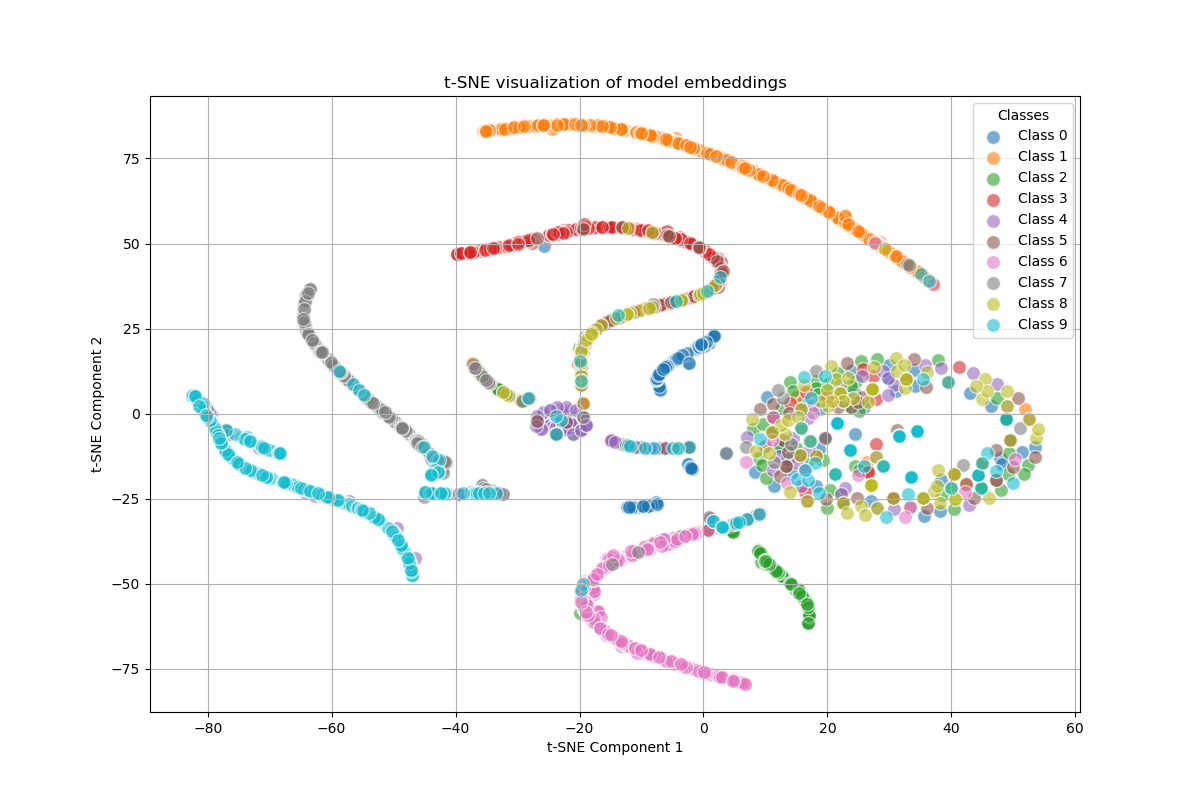 t-SNE visualization of model embeddings
Classes
Class 0
Class 1
Class 2
Class 3
Class 4
Class 5
Class 6
Class 7
Class 8
Class 9
t-SNE Component 2
75
50
25
0
−25
−50
−75
−80
−60
−40
−20
0
20
40
60
t-SNE Component 1